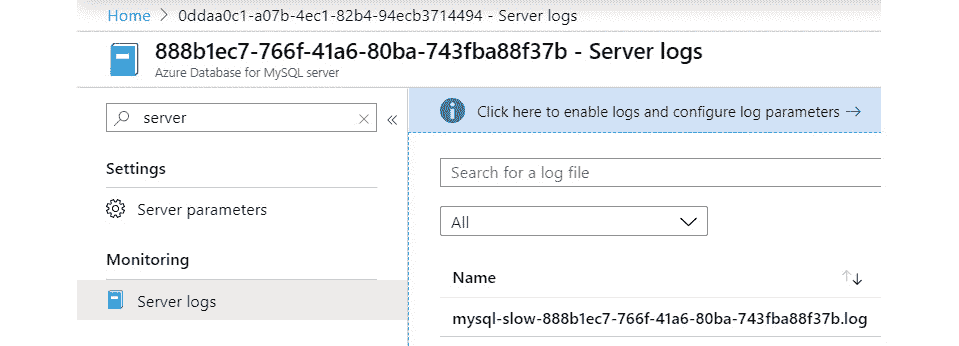 Home > 0ddaa0c1-a07b-4ec1-82b4-94ecb3714494 - Server logs
888b1ec7-766f-41a6-80ba-743fba88f37b - Server logs
Azure Database for MySQL server
server
Click here to enable logs and configure log parameters →
Settings
Search for a log file
Server parameters
All
Monitoring
Name
Server logs
mysql-slow-888b1ec7-766f-41a6-80ba-743fba88f37b.log